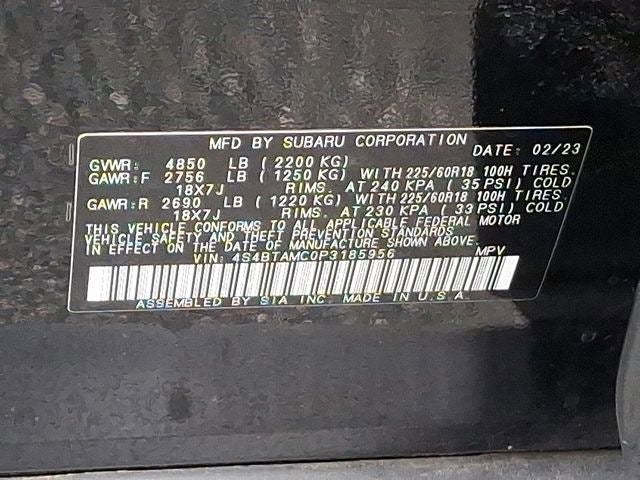 MFD BY SUBARU CORPORATION DATE: 02/23
GVWR: 4850 LB (2200 KG)
GAWR:F 2756 LB (1250 KG) WITH 225/60R18 100H TIRES.
18X7J RIMS. AT 240 KPA (35 PSI) COLD
GAWR:R 2690 LB (1220 KG) WITH 225/60R18 100H TIRES.
18X7J RIMS. AT 230 KPA (33 PSI) COLD
THIS VEHICLE CONFORMS TO ALL APPLICABLE FEDERAL MOTOR
VEHICLE SAFETY AND THEFT PREVENTION STANDARDS
IN EFFECT ON THE DATE OF MANUFACTURE SHOWN ABOVE.
VIN: 4S4BTAMC0P3185956 MPV
ASSEMBLED BY SIA INC MADE IN U.S.A